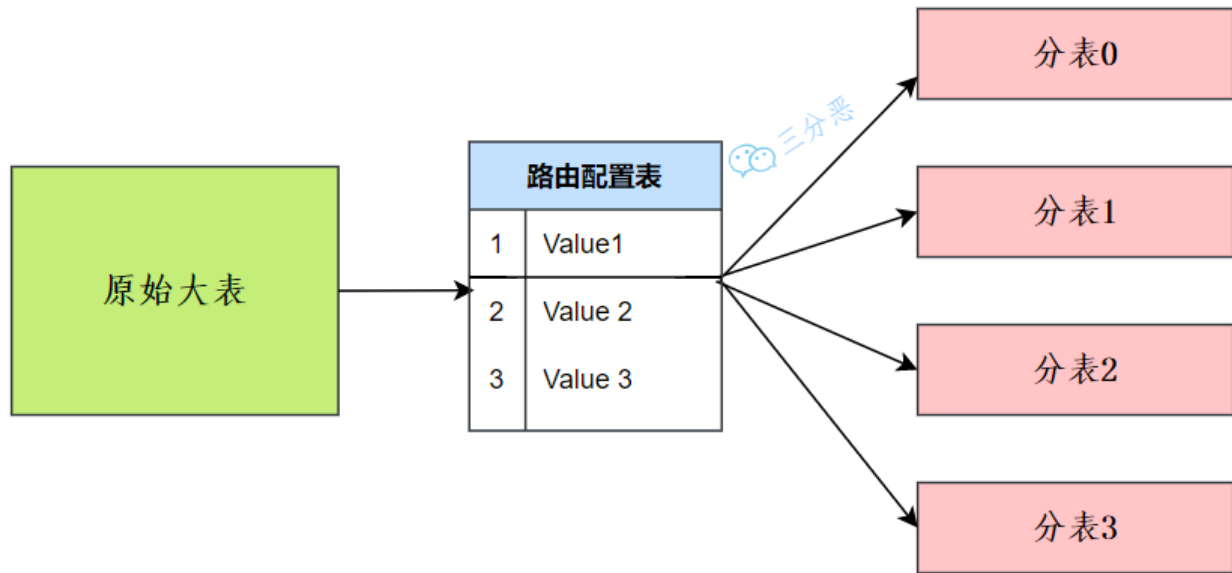 原始大表
路由配置表
1 Value1
2 Value 2
3 Value 3
三分恶
分表0
分表1
分表2
分表3